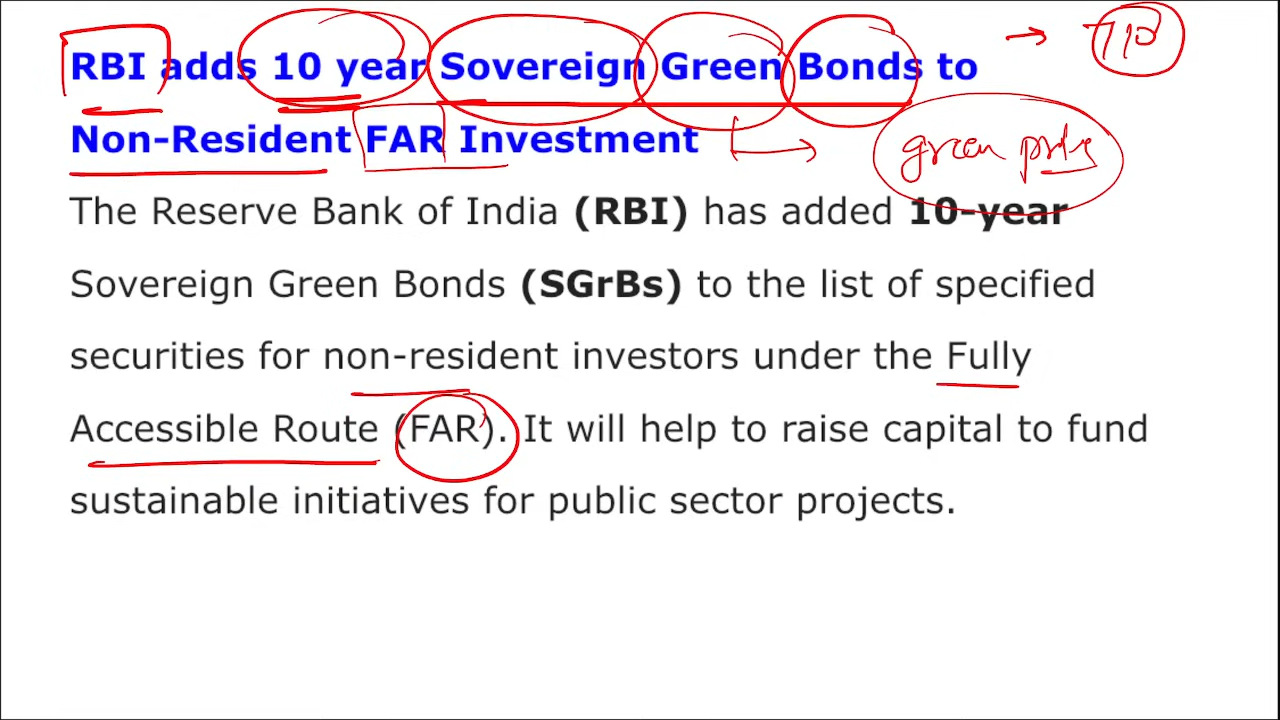 RBI adds 10 year Sovereign Green Bonds to
Non-Resident FAR Investment
green
The Reserve Bank of India (RBI) has added 10-year
Sovereign Green Bonds (SGrBs) to the list of specified
securities for non-resident investors under the Fully
Accessible Route (FAR). It will help to raise capital to fund
sustainable initiatives for public sector projects.